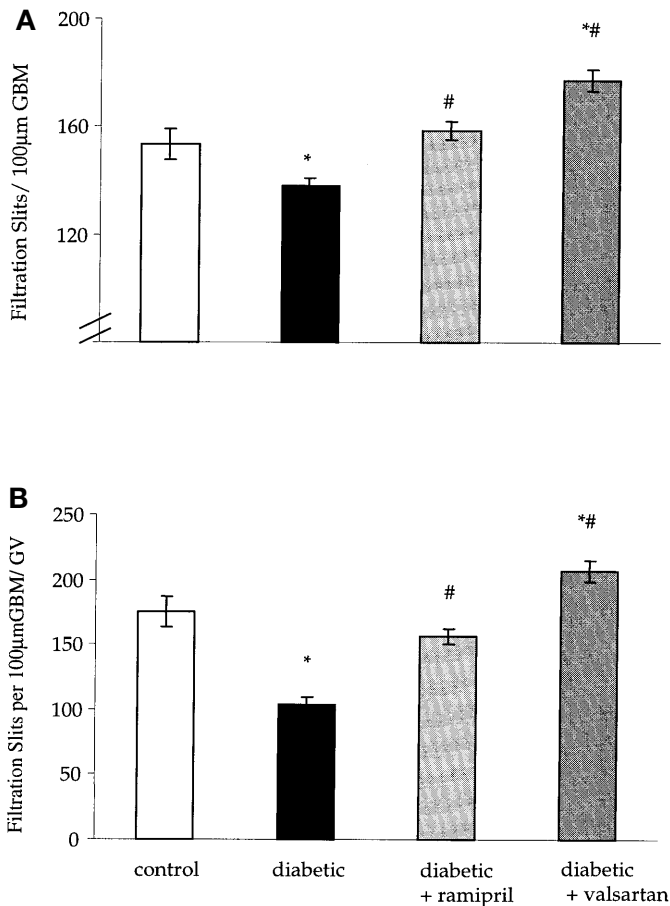 A
200
*#
#
160
*
120
Filtration Slits/ 100μm GBM
B
250
*#
200
#
150
*
100
50
0
Filtration Slits per 100μmGBM/ GV
control diabetic diabetic diabetic
+ ramipril + valsartan